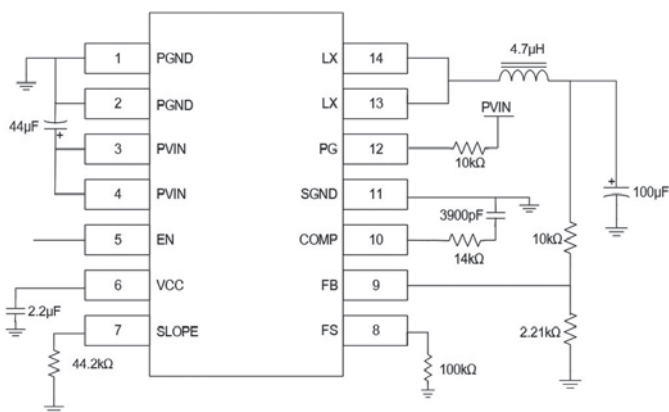 1 PGND
2 PGND
44µF
+
3 PVIN
4 PVIN
5 EN
6 VCC
2.2µF
7 SLOPE
44.2kΩ
LX 14
LX 13
4.7µH
PG 12
PVIN
10kΩ
SGND 11
3900pF
COMP 10
14kΩ
FB 9
FS 8
100kΩ
+
100µF
10kΩ
2.21kΩ